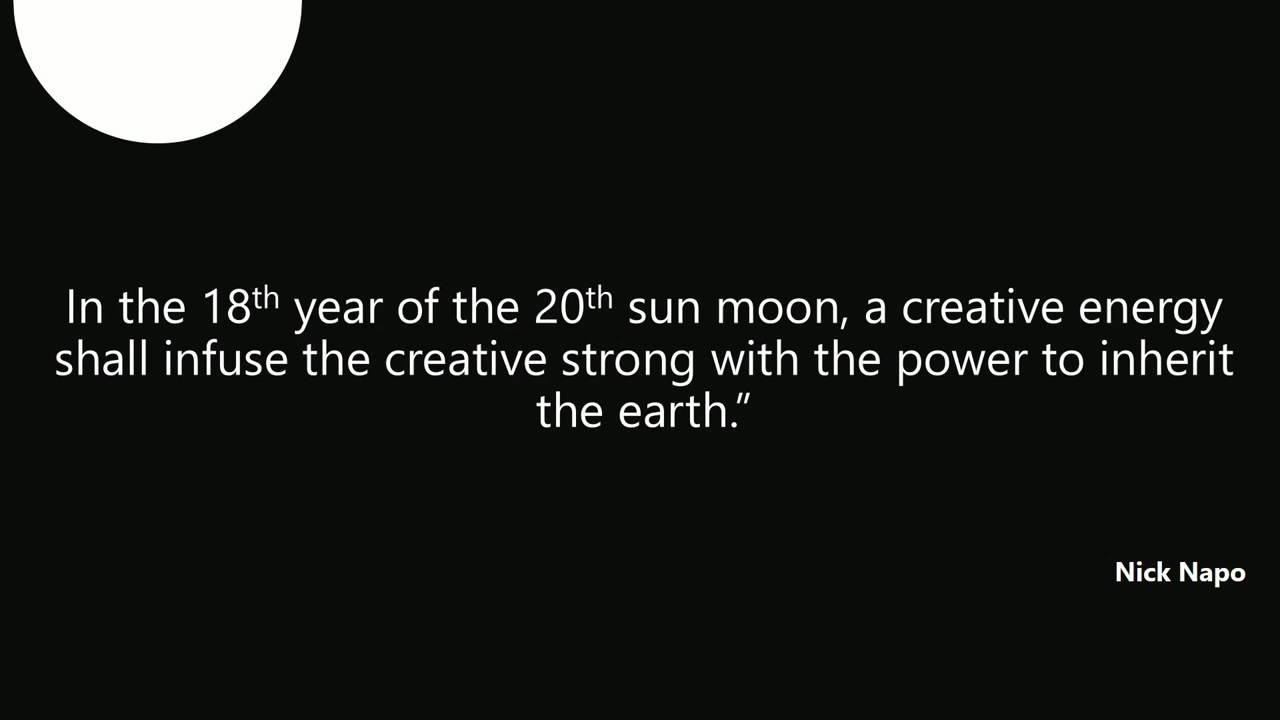 In the 18th year of the 20th sun moon, a creative energy
shall infuse the creative strong with the power to inherit
the earth.”
Nick Napo